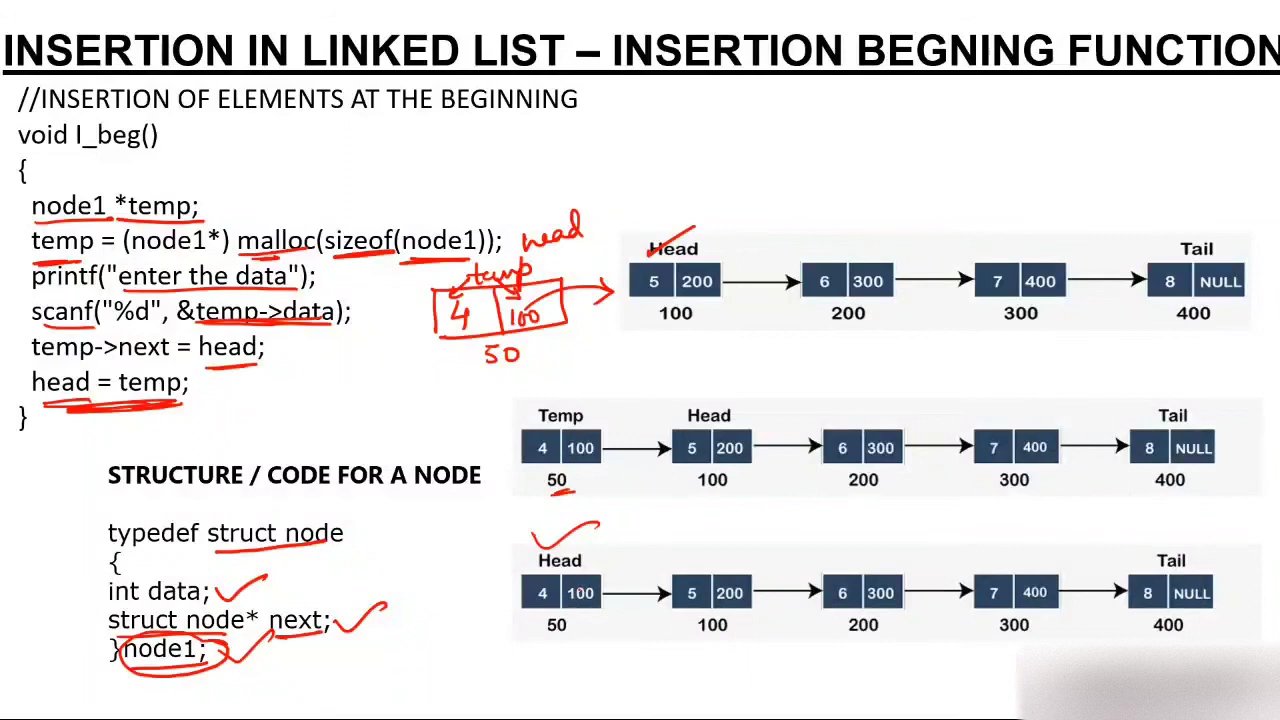 INSERTION IN LINKED LIST – INSERTION BEGNING FUNCTION
//INSERTION OF ELEMENTS AT THE BEGINNING
void I_beg()
{
node1 *temp;
temp = (node1*) malloc(sizeof(node1));
printf("enter the data");
scanf("%d", &temp->data);
temp->next = head;
head = temp;
}
head
temp
4 100
50
Head Tail
5 200 6 300 7 400 8 NULL
100 200 300 400
Temp Head Tail
4 100 5 200 6 300 7 400 8 NULL
50 100 200 300 400
Head Tail
4 100 5 200 6 300 7 400 8 NULL
50 100 200 300 400
STRUCTURE / CODE FOR A NODE
typedef struct node
{
int data;
struct node* next;
}node1;